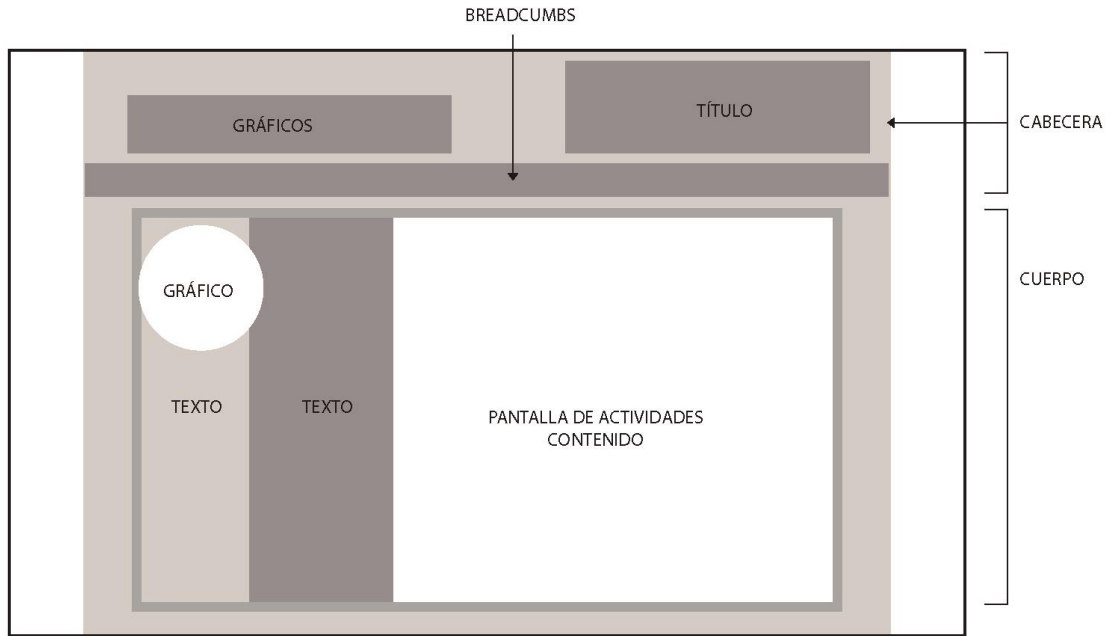 BREADCUMBS
GRÁFICOS
TÍTULO
CABECERA
CUERPO
GRÁFICO
TEXTO
TEXTO
PANTALLA DE ACTIVIDADES
CONTENIDO